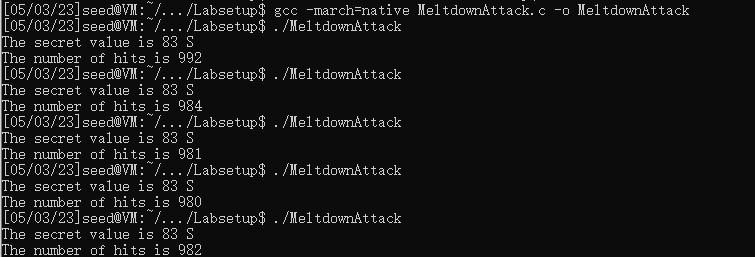 [05/03/23]seed@VM:~/.../Labsetup$ gcc -march=native MeltdownAttack.c -o MeltdownAttack
[05/03/23]seed@VM:~/.../Labsetup$ ./MeltdownAttack
The secret value is 83 S
The number of hits is 992
[05/03/23]seed@VM:~/.../Labsetup$ ./MeltdownAttack
The secret value is 83 S
The number of hits is 984
[05/03/23]seed@VM:~/.../Labsetup$ ./MeltdownAttack
The secret value is 83 S
The number of hits is 981
[05/03/23]seed@VM:~/.../Labsetup$ ./MeltdownAttack
The secret value is 83 S
The number of hits is 980
[05/03/23]seed@VM:~/.../Labsetup$ ./MeltdownAttack
The secret value is 83 S
The number of hits is 982